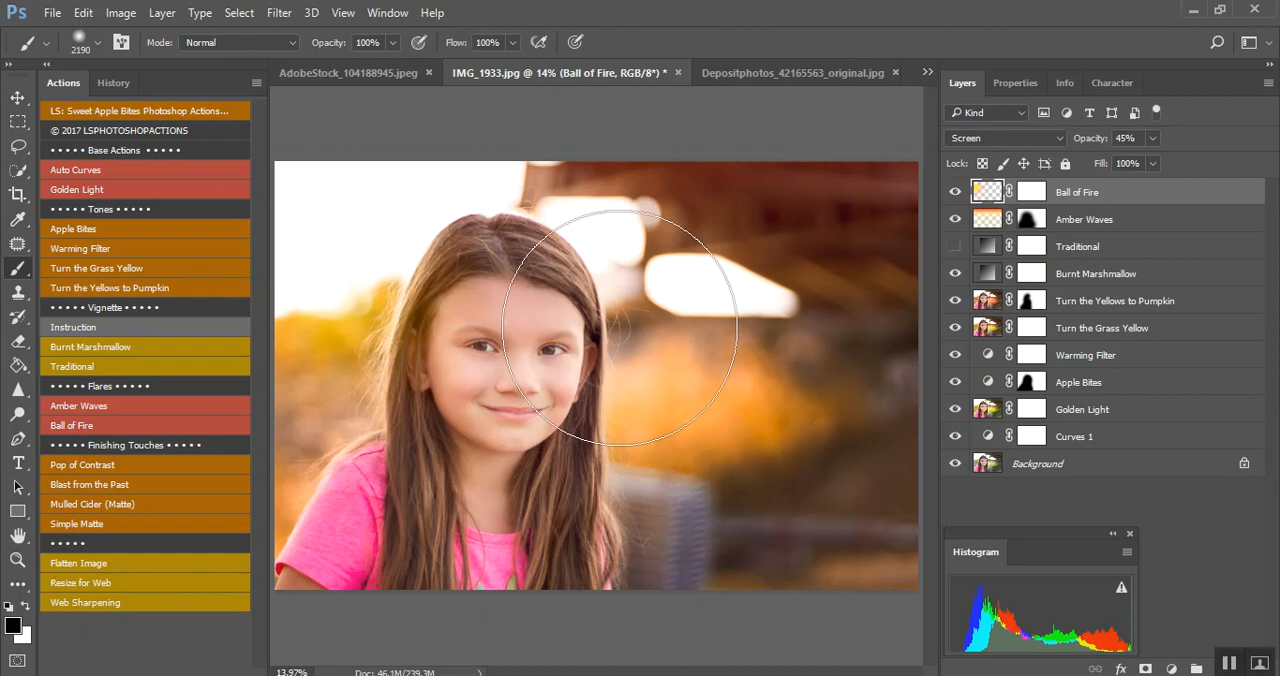 Ps File Edit Image Layer Type Select Filter 3D View Window Help
2190 Mode: Normal Opacity: 100% Flow: 100%
Actions History
AdobeStock_104188945.jpeg × IMG_1933.jpg @ 14% (Ball of Fire, RGB/8*) * × Depositphotos_42165563_original.jpg ×
LS: Sweet Apple Bites Photoshop Actions...
© 2017 LSPHOTOSHOPACTIONS
• • • • • Base Actions • • • • •
Auto Curves
Golden Light
• • • • • Tones • • • • •
Apple Bites
Warming Filter
Turn the Grass Yellow
Turn the Yellows to Pumpkin
• • • • • Vignette • • • • •
Instruction
Burnt Marshmallow
Traditional
• • • • • Flares • • • • •
Amber Waves
Ball of Fire
• • • • • Finishing Touches • • • • •
Pop of Contrast
Blast from the Past
Mulled Cider (Matte)
Simple Matte
• • • • •
Flatten Image
Resize for Web
Web Sharpening
13.97% Doc: 46.1M/239.3M
Layers Properties Info Character
Kind
Screen Opacity: 45%
Lock: Fill: 100%
Ball of Fire
Amber Waves
Traditional
Burnt Marshmallow
Turn the Yellows to Pumpkin
Turn the Grass Yellow
Warming Filter
Apple Bites
Golden Light
Curves 1
Background
Histogram
fx